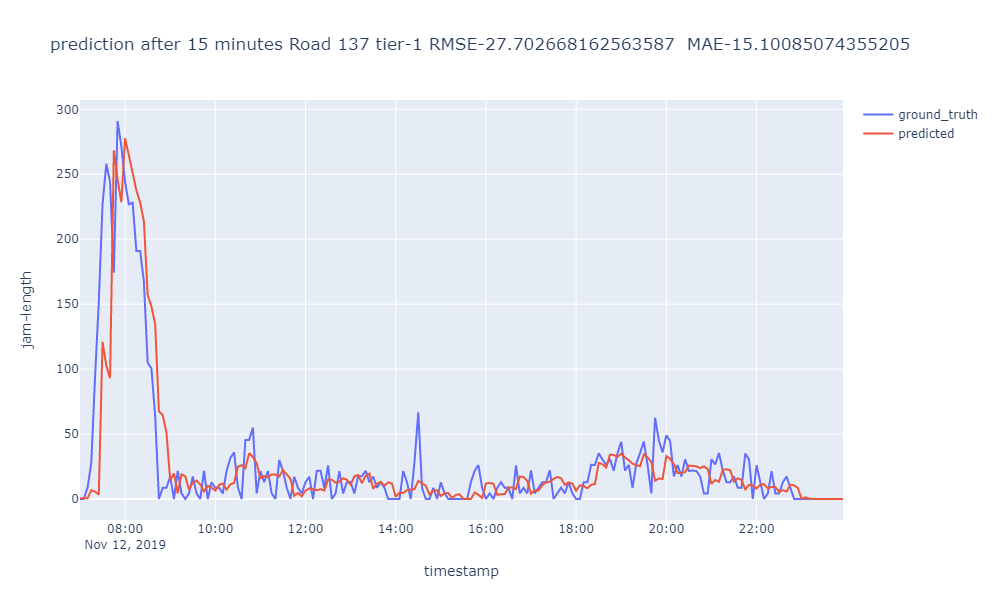 prediction after 15 minutes Road 137 tier-1 RMSE-27.702668162563587  MAE-15.10085074355205
ground_truth
predicted
300
250
200
150
100
50
0
jam-length
08:00 10:00 12:00 14:00 16:00 18:00 20:00 22:00
Nov 12, 2019
timestamp